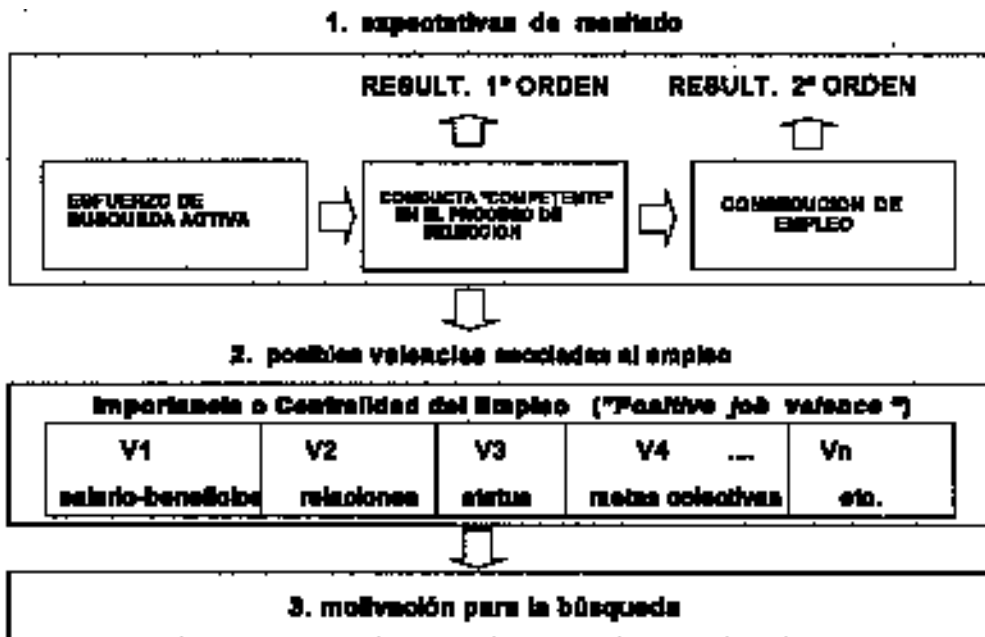 1. expectativas de resultado
RESULT. 1ª ORDEN RESULT. 2ª ORDEN
ESFUERZO DE
BUSQUEDA ACTIVA
CONDUCTA "COMPETENTE"
EN EL PROCESO DE
SELECCION
CONSECUCION DE
EMPLEO
2. posibles valencias asociadas al empleo
Importancia o Centralidad del Empleo ("Positive job valence")
V1 V2 V3 V4 .... Vn
salario-beneficios relaciones status metas colectivas etc.
3. motivación para la búsqueda